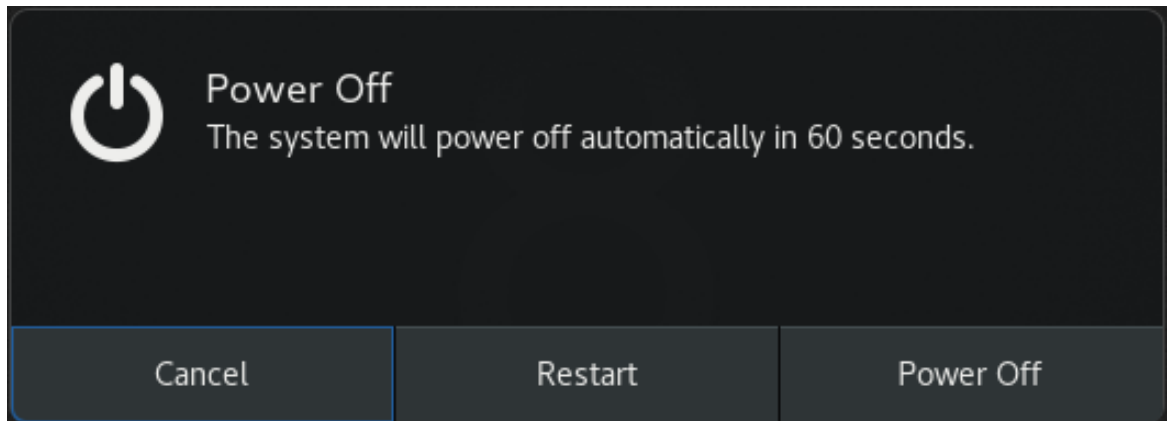 Power Off
The system will power off automatically in 60 seconds.
Cancel Restart Power Off